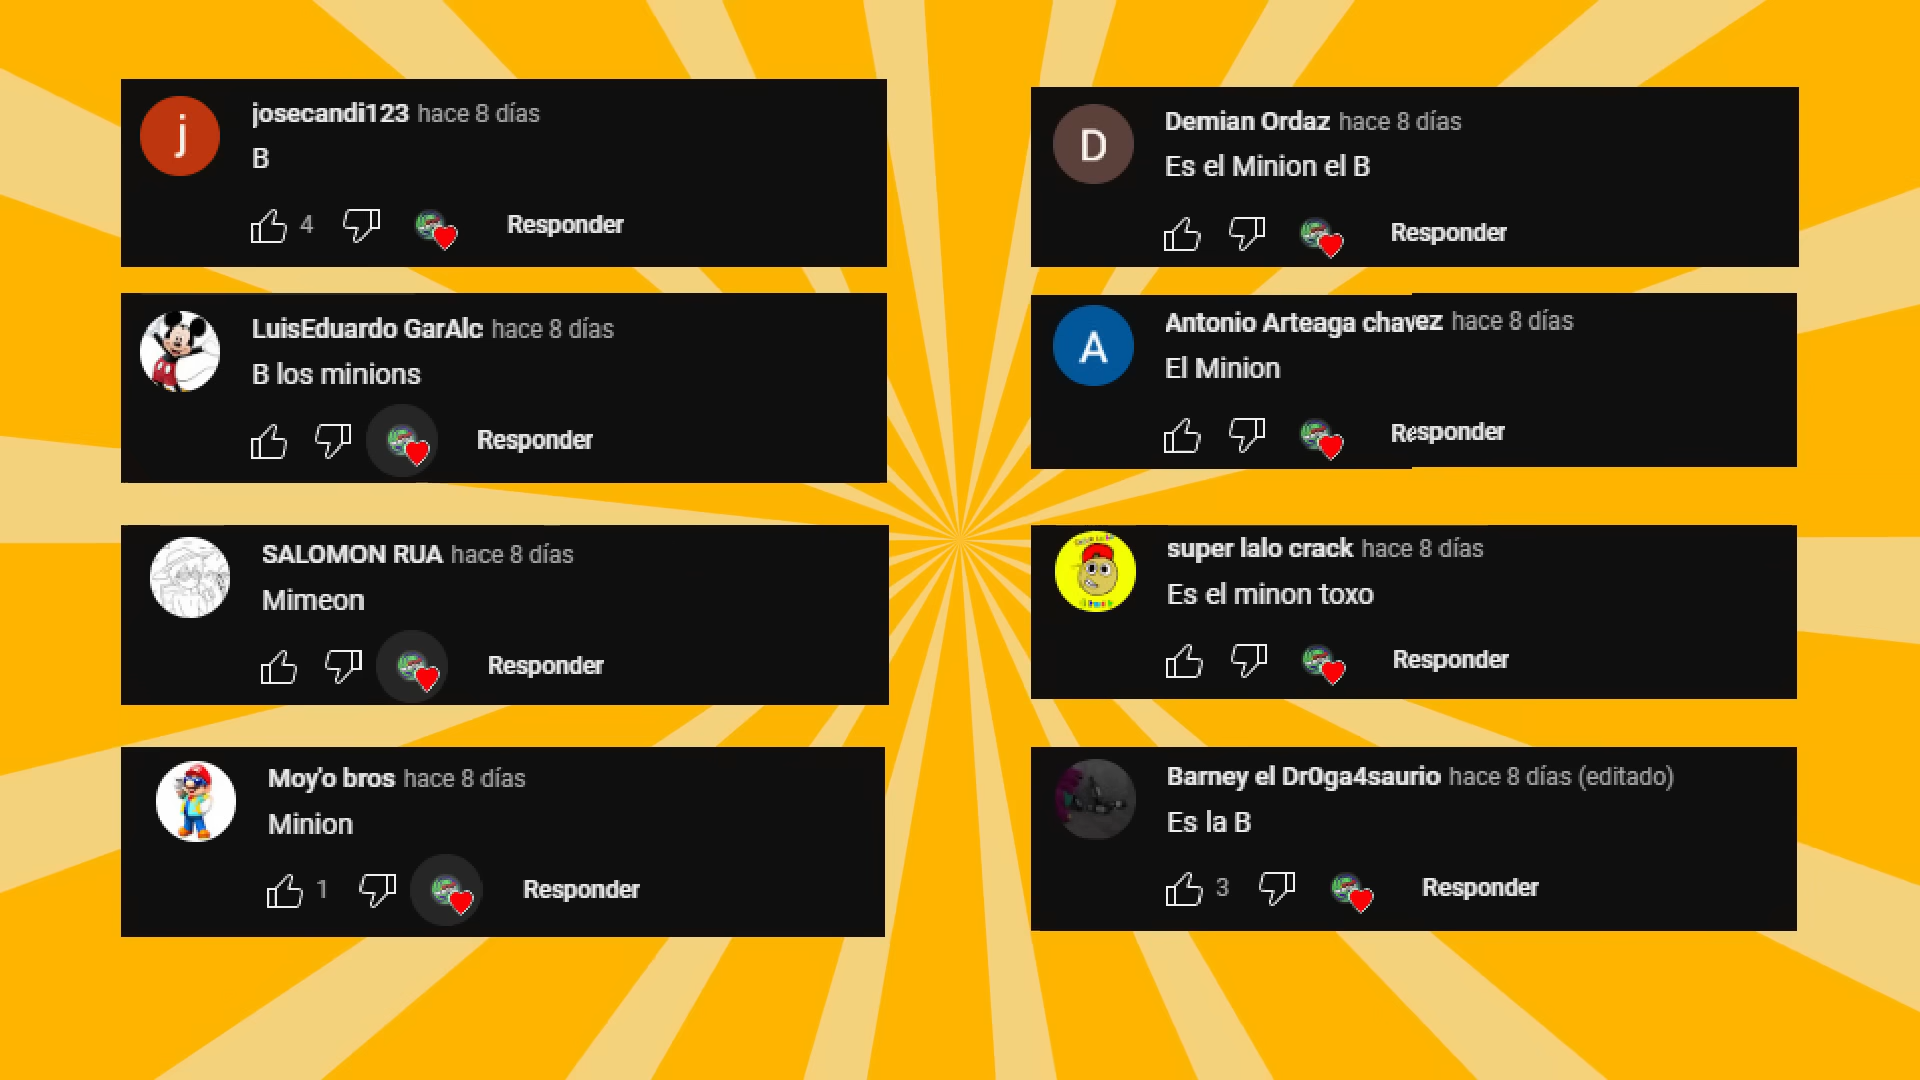 josecandi123 hace 8 días
B
4 Responder
LuisEduardo GarAlc hace 8 días
B los minions
Responder
SALOMON RUA hace 8 días
Mimeon
Responder
Moy'o bros hace 8 días
Minion
1 Responder
Demian Ordaz hace 8 días
Es el Minion el B
Responder
Antonio Arteaga chavez hace 8 días
El Minion
Responder
super lalo crack hace 8 días
Es el minon toxo
Responder
Barney el Dr0ga4saurio hace 8 días (editado)
Es la B
3 Responder